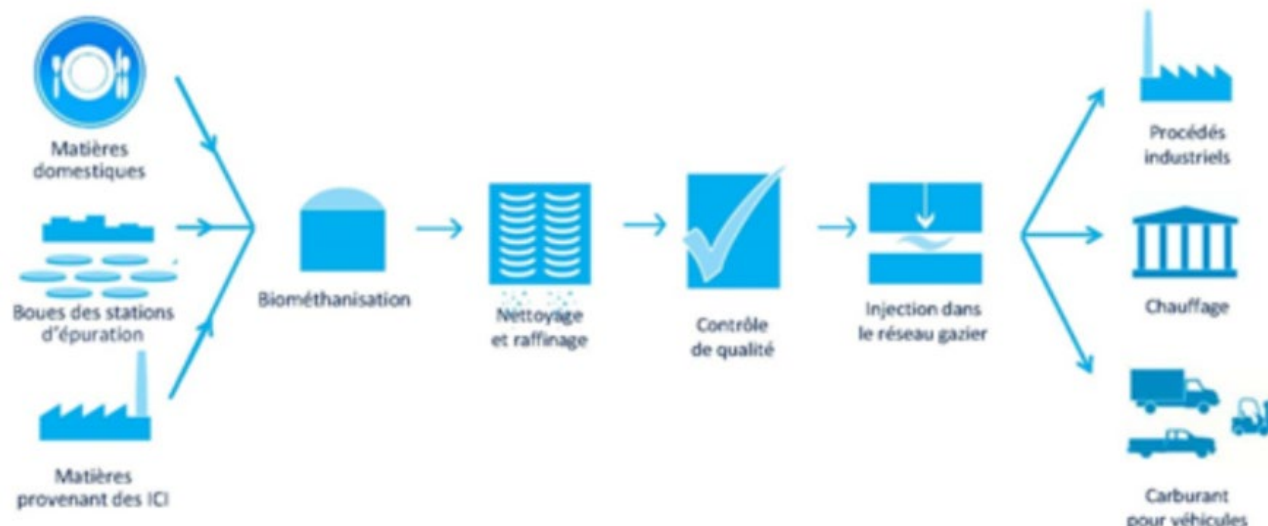 Matières
domestiques
Boues des stations
d'épuration
Matières
provenant des ICI
Biométhanisation
Nettoyage
et raffinage
Contrôle
de qualité
Injection dans
le réseau gazier
Procédés
industriels
Chauffage
Carburant
pour véhicules